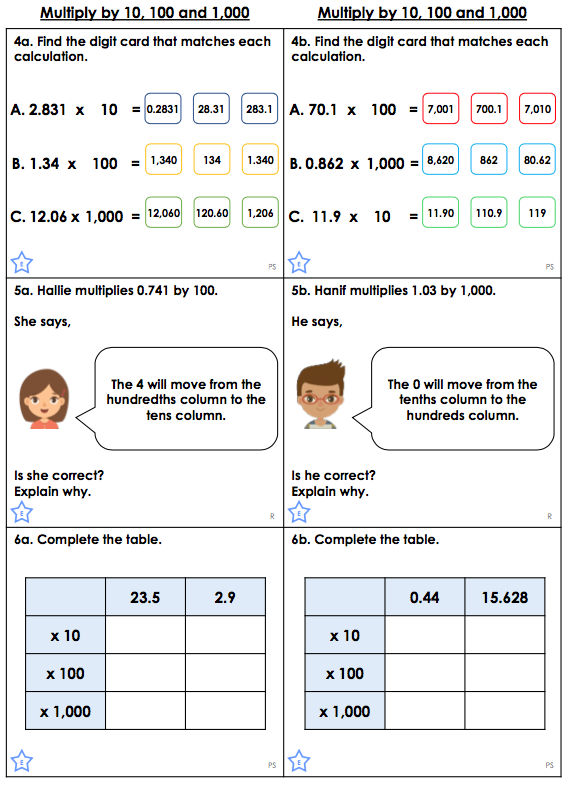 Multiply by 10, 100 and 1,000
4a. Find the digit card that matches each
calculation.
A. 2.831 x 10 = 0.2831 28.31 283.1
B. 1.34 x 100 = 1,340 134 1.340
C. 12.06 x 1,000 = 12,060 120.60 1,206
E
PS
Multiply by 10, 100 and 1,000
4b. Find the digit card that matches each
calculation.
A. 70.1 x 100 = 7,001 700.1 7,010
B. 0.862 x 1,000 = 8,620 862 80.62
C. 11.9 x 10 = 11.90 110.9 119
E
PS
5a. Hallie multiplies 0.741 by 100.
She says,
The 4 will move from the
hundredths column to the
tens column.
Is she correct?
Explain why.
E
R
5b. Hanif multiplies 1.03 by 1,000.
He says,
The 0 will move from the
tenths column to the
hundreds column.
Is he correct?
Explain why.
E
R
6a. Complete the table.
23.5 2.9
x 10
x 100
x 1,000
E
PS
6b. Complete the table.
0.44 15.628
x 10
x 100
x 1,000
E
PS